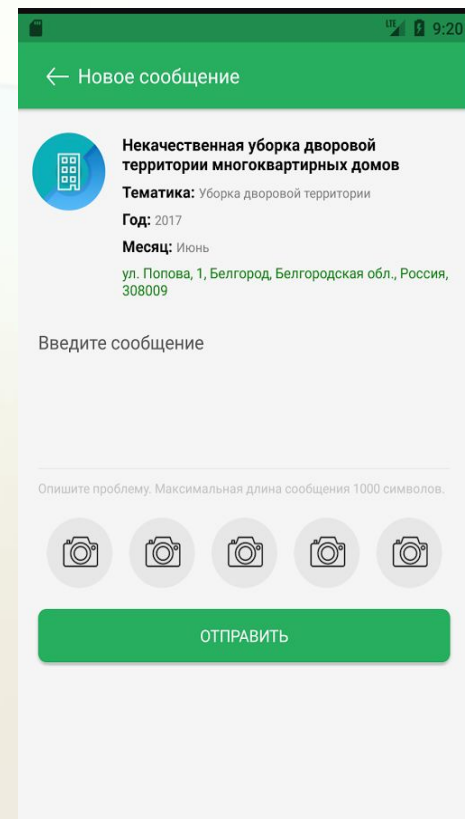 LTE 9:20
Новое сообщение
Некачественная уборка дворовой
территории многоквартирных домов
Тематика: Уборка дворовой территории
Год: 2017
Месяц: Июнь
ул. Попова, 1, Белгород, Белгородская обл., Россия,
308009
Введите сообщение
Опишите проблему. Максимальная длина сообщения 1000 символов.
ОТПРАВИТЬ